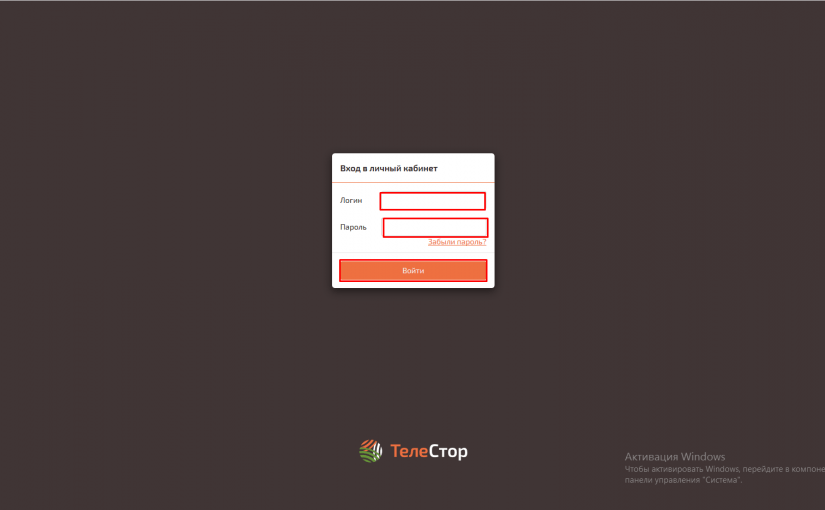 Вход в личный кабинет
Логин
Пароль
Забыли пароль?
Войти
ТелеСтор
Активация Windows
Чтобы активировать Windows, перейдите в компоне
панели управления "Система".